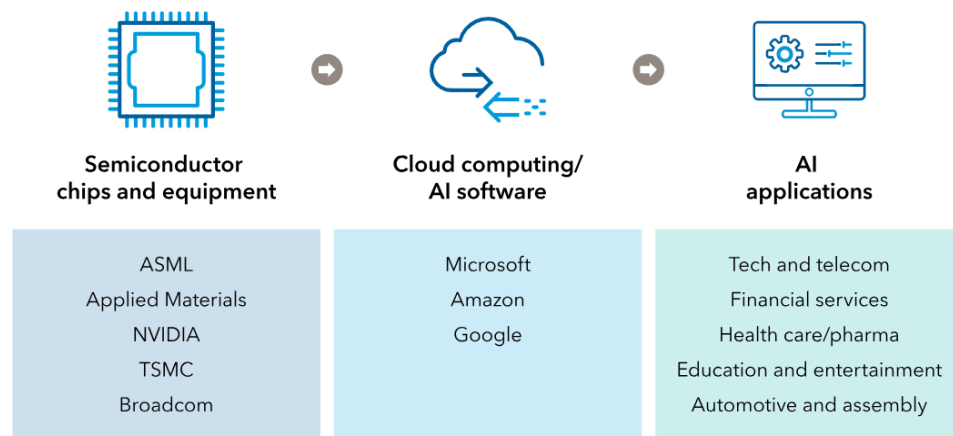 Semiconductor
chips and equipment
Cloud computing/
AI software
AI
applications
ASML
Applied Materials
NVIDIA
TSMC
Broadcom
Microsoft
Amazon
Google
Tech and telecom
Financial services
Health care/pharma
Education and entertainment
Automotive and assembly